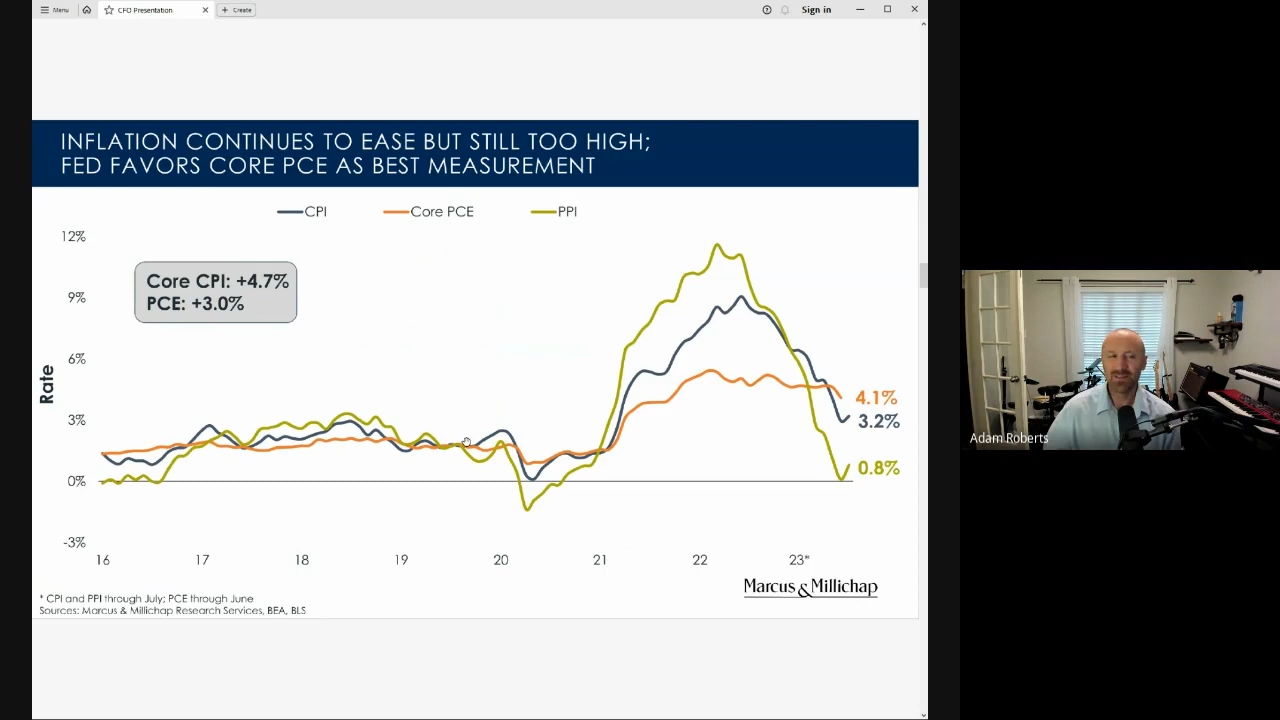 Menu
CFO Presentation
+ Create
Sign in
INFLATION CONTINUES TO EASE BUT STILL TOO HIGH;
FED FAVORS CORE PCE AS BEST MEASUREMENT
CPI
Core PCE
PPI
12%
9%
6%
3%
0%
-3%
Rate
Core CPI: +4.7%
PCE: +3.0%
4.1%
3.2%
0.8%
16
17
18
19
20
21
22
23*
Marcus & Millichap
* CPI and PPI through July; PCE through June
Sources: Marcus & Millichap Research Services, BEA, BLS
Adam Roberts